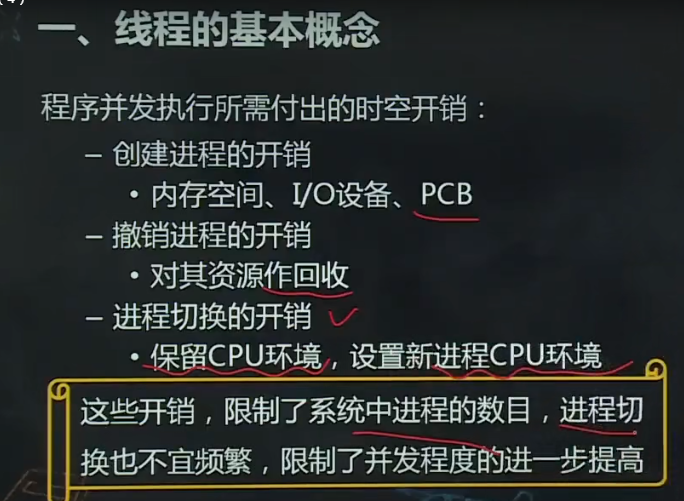 一、线程的基本概念
程序并发执行所需付出的时空开销：
– 创建进程的开销
• 内存空间、I/O设备、PCB
– 撤销进程的开销
• 对其资源作回收
– 进程切换的开销
• 保留CPU环境，设置新进程CPU环境
这些开销，限制了系统中进程的数目，进程切
换也不宜频繁，限制了并发程度的进一步提高